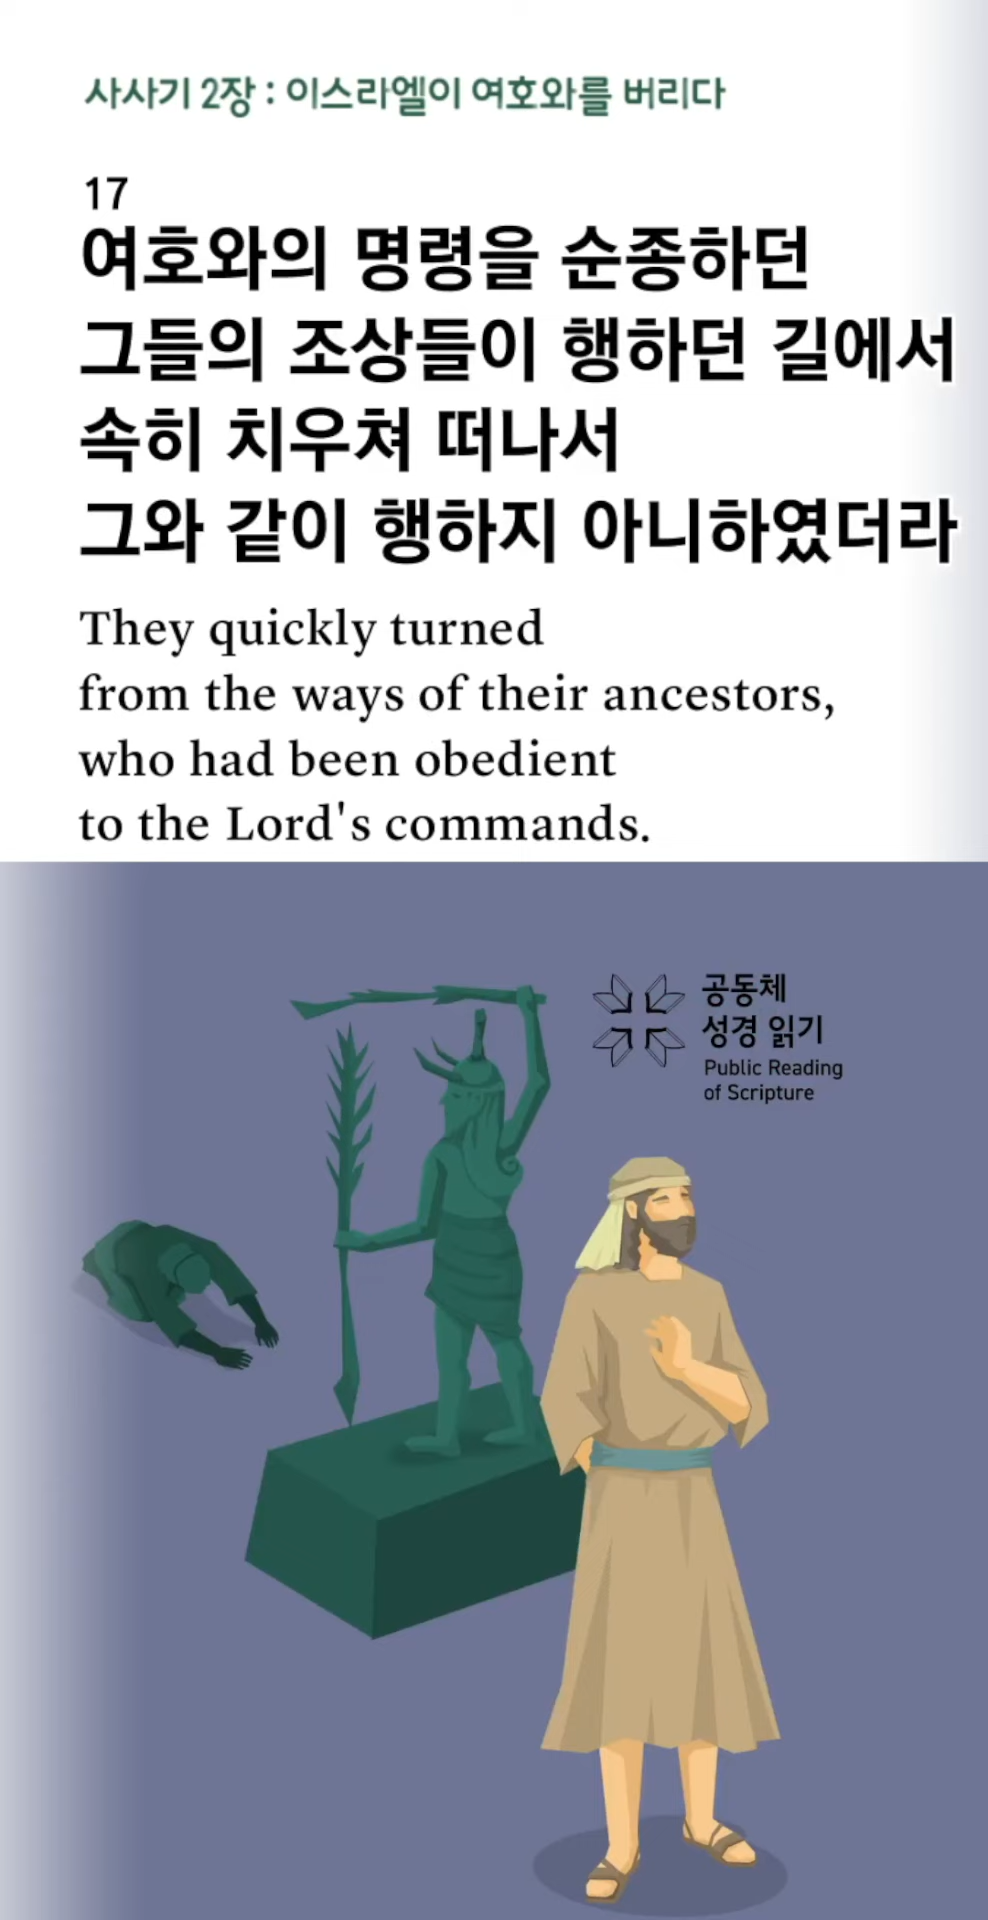 사사기 2장 : 이스라엘이 여호와를 버리다
17
여호와의 명령을 순종하던
그들의 조상들이 행하던 길에서
속히 치우쳐 떠나서
그와 같이 행하지 아니하였더라
They quickly turned
from the ways of their ancestors,
who had been obedient
to the Lord's commands.
공동체
성경 읽기
Public Reading
of Scripture